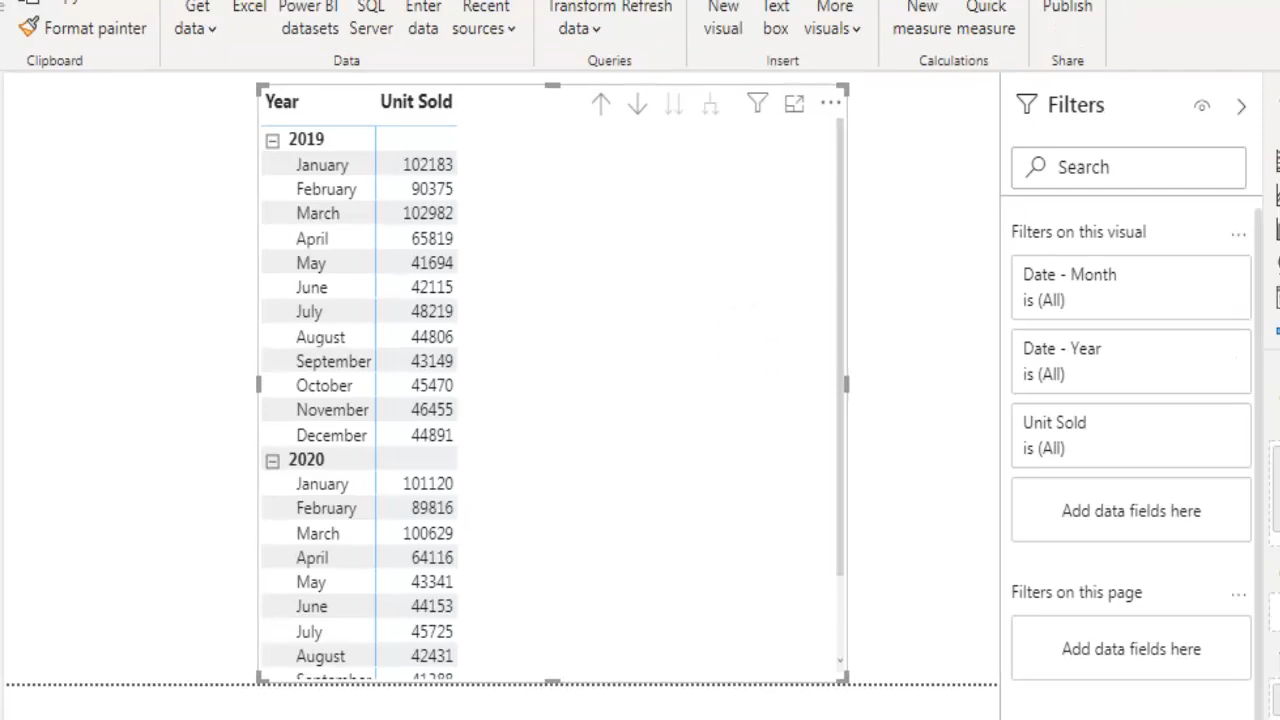 Format painter
Clipboard
Get data
Excel
Power BI datasets
SQL Server
Enter data
Recent sources
Data
Transform data
Refresh
Queries
New visual
Text box
More visuals
Insert
New measure
Quick measure
Calculations
Publish
Share
Year Unit Sold
2019
January 102183
February 90375
March 102982
April 65819
May 41694
June 42115
July 48219
August 44806
September 43149
October 45470
November 46455
December 44891
2020
January 101120
February 89816
March 100629
April 64116
May 43341
June 44153
July 45725
August 42431
September 41288
Filters
Search
Filters on this visual
Date - Month
is (All)
Date - Year
is (All)
Unit Sold
is (All)
Add data fields here
Filters on this page
Add data fields here